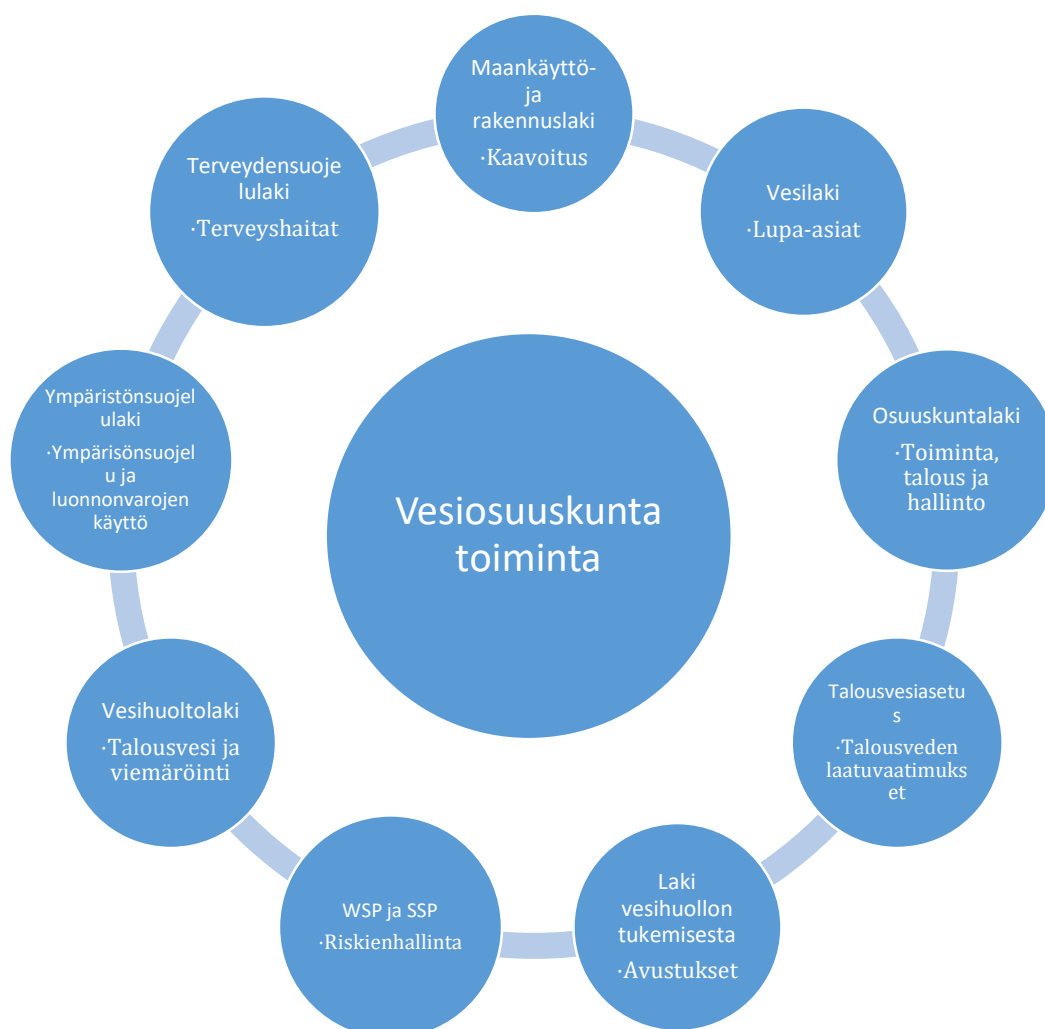 Maankäyttö-
ja
rakennuslaki
·Kaavoitus
Vesilaki
·Lupa-asiat
Osuuskuntalaki
·Toiminta,
talous ja
hallinto
Talousvesiasetu
s
·Talousveden
laatuvaatimuks
et
Laki
vesihuollon
tukemisesta
·Avustukset
WSP ja SSP
·Riskienhallinta
Vesihuoltolaki
·Talousvesi ja
viemäröinti
Ympäristönsuojel
ulaki
·Ympärisönsuojel
u ja
luonnonvarojen
käyttö
Terveydensuoje
lulaki
·Terveyshaitat
Vesiosuuskunta
toiminta